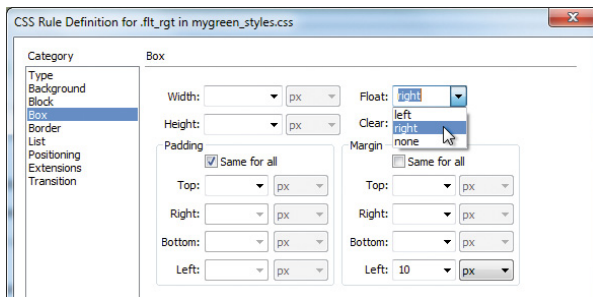 CSS Rule Definition for .flt_rgt in mygreen_styles.css
x
Category
Type
Background
Block
Box
Border
List
Positioning
Extensions
Transition
Box
Width: px Float: right
left
right
none
Height: px Clear:
Padding Margin
Same for all Same for all
Top: px Top: px
Right: px Right: px
Bottom: px Bottom: px
Left: px Left: 10 px